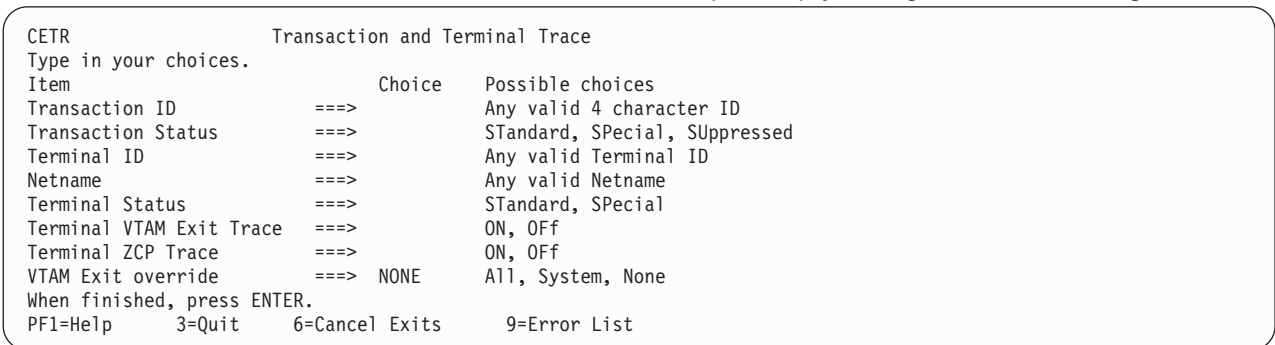 CETR Transaction and Terminal Trace
Type in your choices.
Item Choice Possible choices
Transaction ID ===> Any valid 4 character ID
Transaction Status ===> STandard, SPecial, SUppressed
Terminal ID ===> Any valid Terminal ID
Netname ===> Any valid Netname
Terminal Status ===> STandard, SPecial
Terminal VTAM Exit Trace ===> ON, OFf
Terminal ZCP Trace ===> ON, OFf
VTAM Exit override ===> NONE All, System, None
When finished, press ENTER.
PF1=Help 3=Quit 6=Cancel Exits 9=Error List